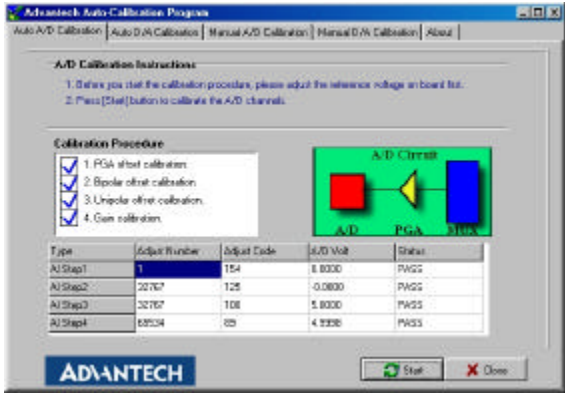 Advantech Auto-Calibration Program
Auto A/D Calibration Auto D/A Calibration Manual A/D Calibration Manual D/A Calibration About
A/D Calibration Instructions
1. Before you start the calibration procedure, please adjust the reference voltage on board first.
2. Press [Start] button to calibrate the A/D channels.
Calibration Procedure
1. PGA offset calibration.
2. Bipolar offset calibration.
3. Unipolar offset calibration.
4. Gain calibration.
A/D Circuit
A/D PGA MUX
Type Adjust Number Adjust Code A/D Volt Status
AI Step1 1 154 0.0000 PASS
AI Step2 32767 125 -0.0000 PASS
AI Step3 32767 108 5.0000 PASS
AI Step4 89 4.9998 PASS
ADVANTECH
Start Close